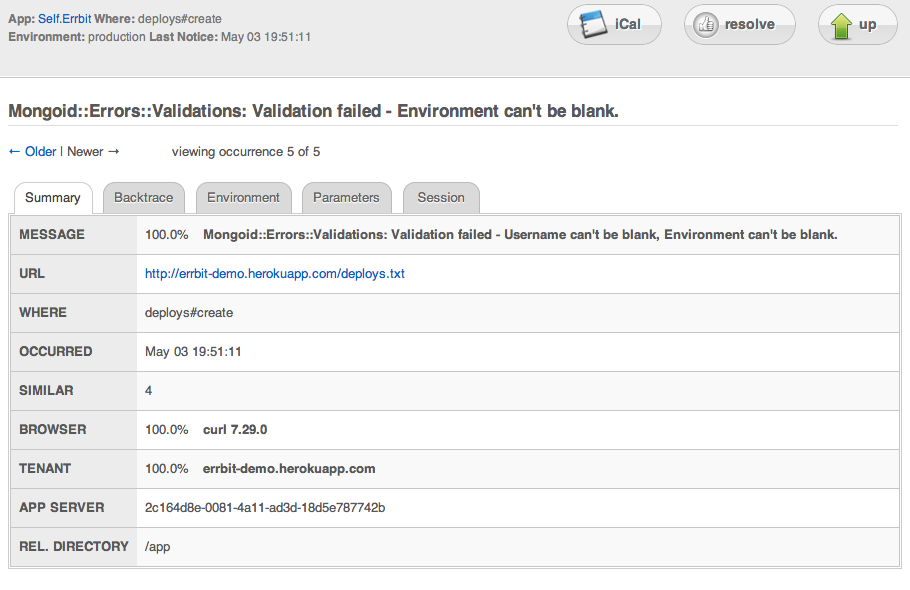 App: Self.Errbit Where: deploys#create
Environment: production Last Notice: May 03 19:51:11
iCal
resolve
up
Mongoid::Errors::Validations: Validation failed - Environment can't be blank.
← Older | Newer → viewing occurrence 5 of 5
Summary Backtrace Environment Parameters Session
MESSAGE 100.0% Mongoid::Errors::Validations: Validation failed - Username can't be blank, Environment can't be blank.
URL http://errbit-demo.herokuapp.com/deploys.txt
WHERE deploys#create
OCCURRED May 03 19:51:11
SIMILAR 4
BROWSER 100.0% curl 7.29.0
TENANT 100.0% errbit-demo.herokuapp.com
APP SERVER 2c164d8e-0081-4a11-ad3d-18d5e787742b
REL. DIRECTORY /app